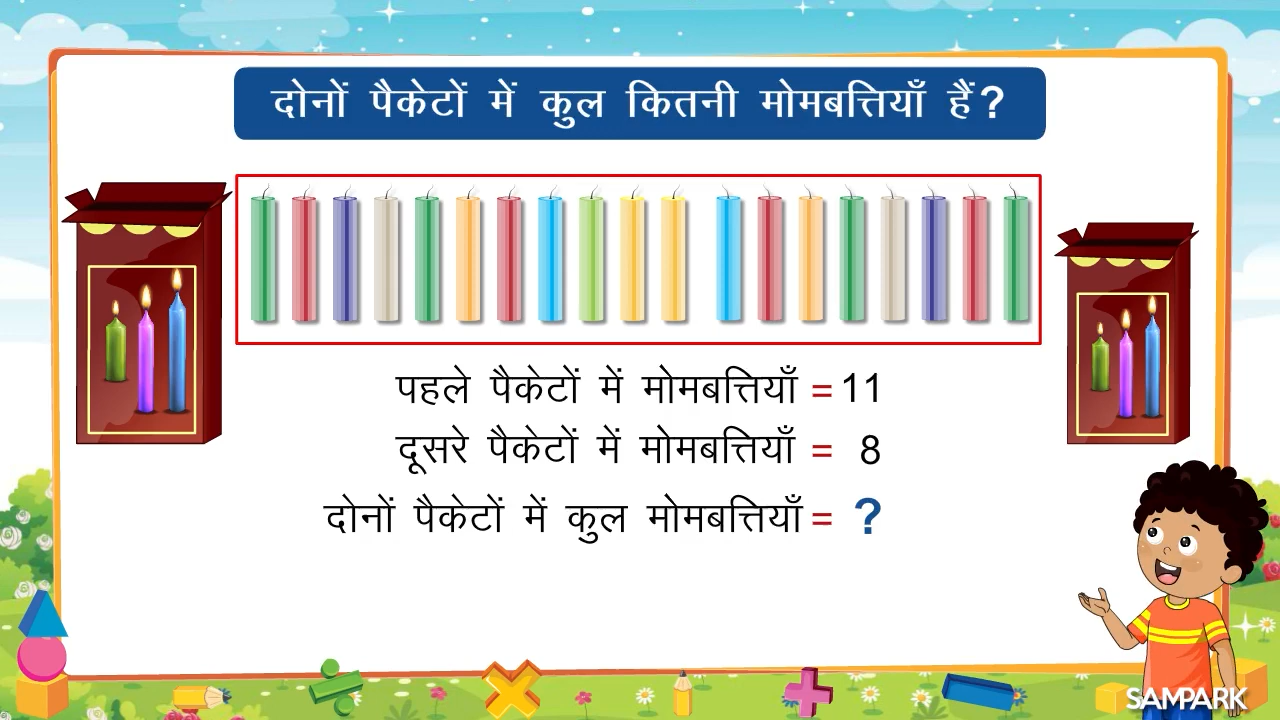 दोनों पैकेटों में कुल कितनी मोमबत्तियाँ हैं?
पहले पैकेटों में मोमबत्तियाँ = 11
दूसरे पैकेटों में मोमबत्तियाँ = 8
दोनों पैकेटों में कुल मोमबत्तियाँ = ?
SAMPARK